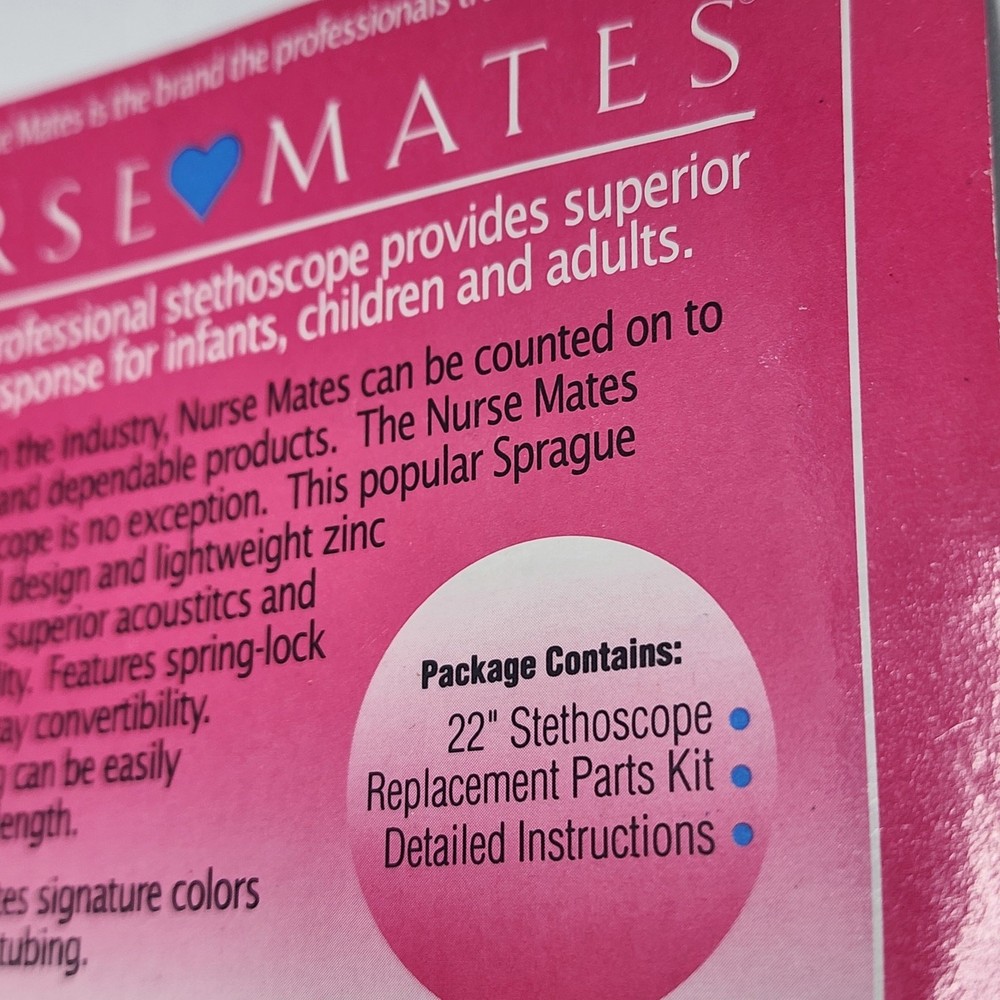 Mates is the brand the professionals
RSE MATES®
rofessional stethoscope provides superior
sponse for infants, children and adults.
the industry, Nurse Mates can be counted on to
and dependable products. The Nurse Mates
cope is no exception. This popular Sprague
design and lightweight zinc
superior acoustitcs and
ity. Features spring-lock
ay convertibility.
can be easily
ength.
tes signature colors
tubing.
Package Contains:
22" Stethoscope •
Replacement Parts Kit •
Detailed Instructions •